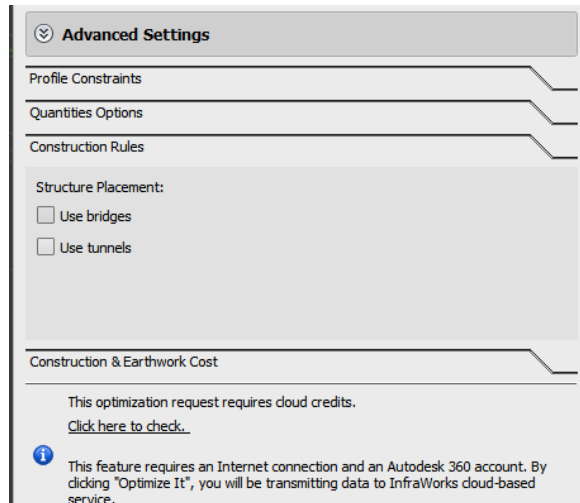 Advanced Settings
Profile Constraints
Quantities Options
Construction Rules
Structure Placement:
Use bridges
Use tunnels
Construction & Earthwork Cost
This optimization request requires cloud credits.
Click here to check.
This feature requires an Internet connection and an Autodesk 360 account. By
clicking "Optimize It", you will be transmitting data to InfraWorks cloud-based
service.